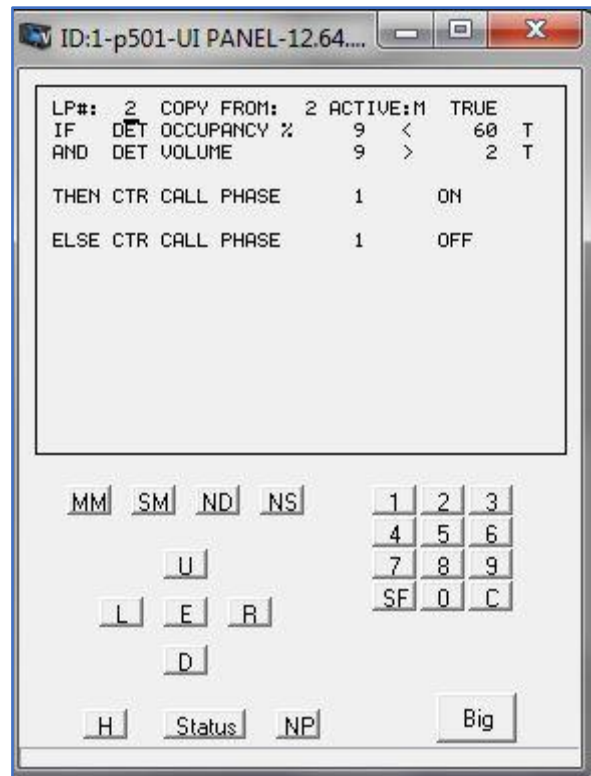 ID:1-p501-UI PANEL-12.64....
LP#: 2 COPY FROM: 2 ACTIVE:M TRUE
IF DET OCCUPANCY % 9 < 60 T
AND DET VOLUME 9 > 2 T
THEN CTR CALL PHASE 1 ON
ELSE CTR CALL PHASE 1 OFF
MM SM ND NS 1 2 3
4 5 6
U 7 8 9
L E R SF 0 C
D
H Status NP Big